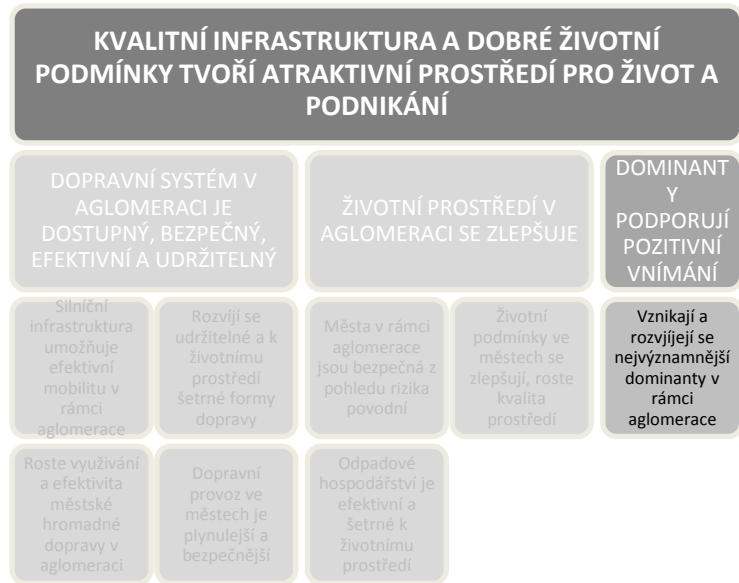 KVALITNÍ INFRASTRUKTURA A DOBRÉ ŽIVOTNÍ
PODMÍNKY TVOŘÍ ATRAKTIVNÍ PROSTŘEDÍ PRO ŽIVOT A
PODNIKÁNÍ
DOPRAVNÍ SYSTÉM V
AGLOMERACI JE
DOSTUPNÝ, BEZPEČNÝ,
EFEKTIVNÍ A UDRŽITELNÝ
ŽIVOTNÍ PROSTŘEDÍ V
AGLOMERACI SE ZLEPŠUJE
DOMINANT
Y
PODPORUJÍ
POZITIVNÍ
VNÍMÁNÍ
Silniční
infrastruktura
umožňuje
efektivní
mobilitu v
rámci
aglomerace
Rozvíjí se
udržitelné a k
životnímu
prostředí
šetrné formy
dopravy
Města v rámci
aglomerace
jsou bezpečná z
pohledu rizika
povodní
Životní
podmínky ve
městech se
zlepšují, roste
kvalita
prostředí
Vznikají a
rozvjíjejí se
nejvýznamnější
dominanty v
rámci
aglomerace
Roste využivání
a efektivita
městské
hromadné
dopravy v
aglomeraci
Dopravní
provoz ve
městech je
plynulejší a
bezpečnější
Odpadové
hospodářství je
efektivní a
šetrné k
životnímu
prostředí